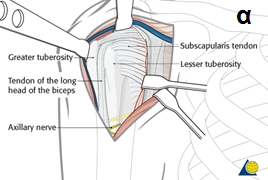 α
Greater tuberosity
Subscapularis tendon
Lesser tuberosity
Tendon of the long
head of the biceps
Axillary nerve